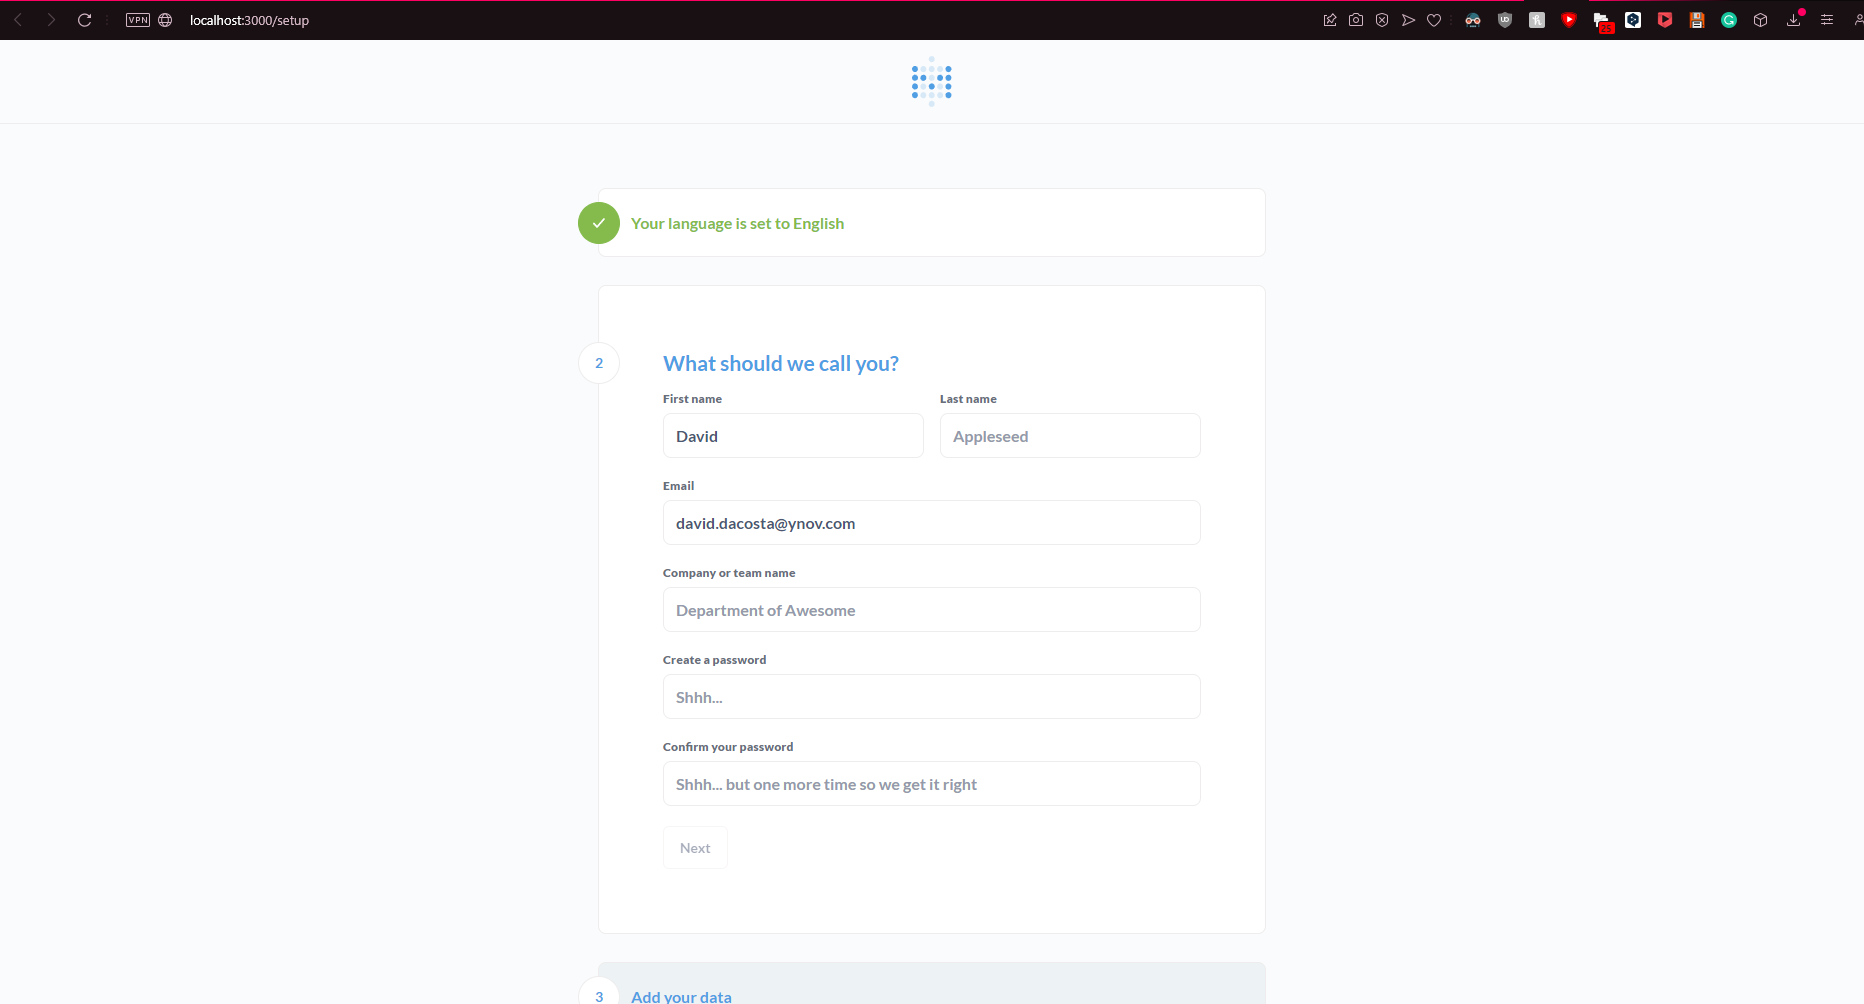 VPN localhost:3000/setup
Your language is set to English
2 What should we call you?
First name Last name
David Appleseed
Email
david.dacosta@ynov.com
Company or team name
Department of Awesome
Create a password
Shhh...
Confirm your password
Shhh... but one more time so we get it right
Next
3 Add your data